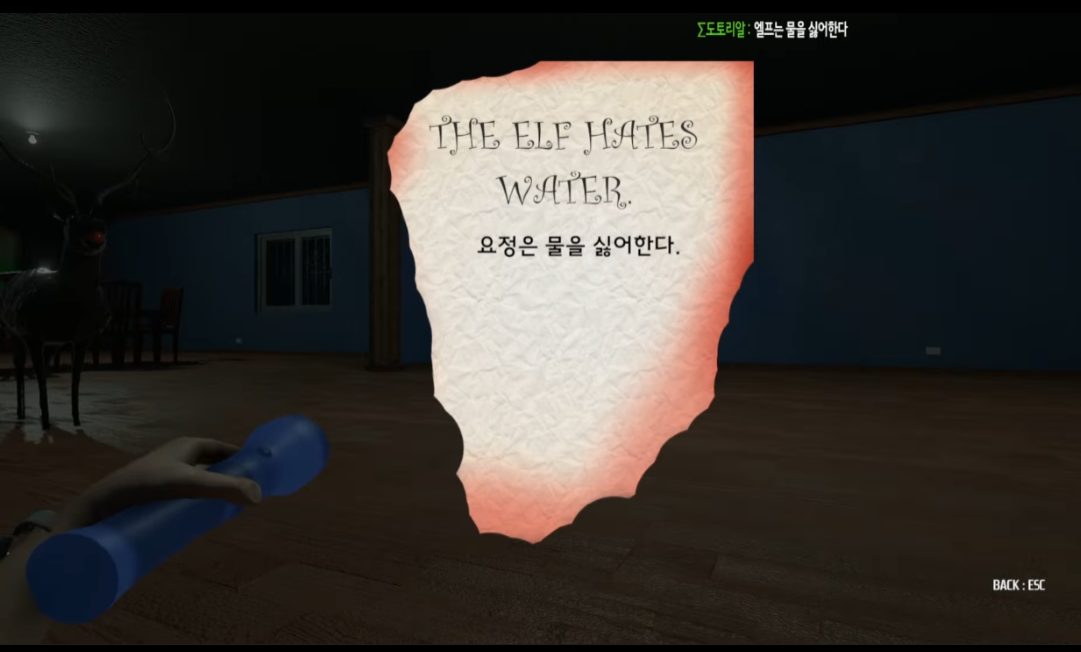 ∑도토리알 : 엘프는 물을 싫어한다
THE ELF HATES
WATER.
요정은 물을 싫어한다.
BACK : ESC